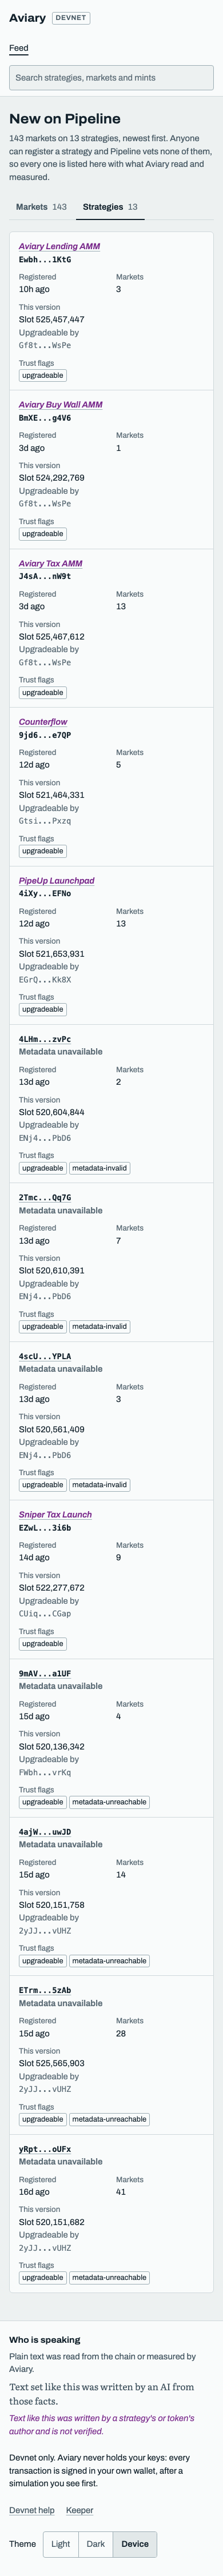 Aviary DEVNET
Feed
Search strategies, markets and mints
New on Pipeline
143 markets on 13 strategies, newest first. Anyone
can register a strategy and Pipeline vets none of them,
so every one is listed here with what Aviary read and
measured.
Markets 143 Strategies 13
Aviary Lending AMM
Ewbh...1KtG
Registered Markets
10h ago 3
This version
Slot 525,457,447
Upgradeable by
Gf8t...WsPe
Trust flags
upgradeable
Aviary Buy Wall AMM
BmXE...g4V6
Registered Markets
3d ago 1
This version
Slot 524,292,769
Upgradeable by
Gf8t...WsPe
Trust flags
upgradeable
Aviary Tax AMM
J4sA...nW9t
Registered Markets
3d ago 13
This version
Slot 525,467,612
Upgradeable by
Gf8t...WsPe
Trust flags
upgradeable
Counterflow
9jd6...e7QP
Registered Markets
12d ago 5
This version
Slot 521,464,331
Upgradeable by
Gtsi...Pxzq
Trust flags
upgradeable
PipeUp Launchpad
4iXy...EFNo
Registered Markets
12d ago 13
This version
Slot 521,653,931
Upgradeable by
EGrQ...Kk8X
Trust flags
upgradeable
4LHm...zvPc
Metadata unavailable
Registered Markets
13d ago 2
This version
Slot 520,604,844
Upgradeable by
ENj4...PbD6
Trust flags
upgradeable metadata-invalid
2Tmc...Qq7G
Metadata unavailable
Registered Markets
13d ago 7
This version
Slot 520,610,391
Upgradeable by
ENj4...PbD6
Trust flags
upgradeable metadata-invalid
4scU...YPLA
Metadata unavailable
Registered Markets
13d ago 3
This version
Slot 520,561,409
Upgradeable by
ENj4...PbD6
Trust flags
upgradeable metadata-invalid
Sniper Tax Launch
EZwL...3i6b
Registered Markets
14d ago 9
This version
Slot 522,277,672
Upgradeable by
CUiq...CGap
Trust flags
upgradeable
9mAV...a1UF
Metadata unavailable
Registered Markets
15d ago 4
This version
Slot 520,136,342
Upgradeable by
FWbh...vrKq
Trust flags
upgradeable metadata-unreachable
4ajW...uwJD
Metadata unavailable
Registered Markets
15d ago 14
This version
Slot 520,151,758
Upgradeable by
2yJJ...vUHZ
Trust flags
upgradeable metadata-unreachable
ETrm...5zAb
Metadata unavailable
Registered Markets
15d ago 28
This version
Slot 525,565,903
Upgradeable by
2yJJ...vUHZ
Trust flags
upgradeable metadata-unreachable
yRpt...oUFx
Metadata unavailable
Registered Markets
16d ago 41
This version
Slot 520,151,682
Upgradeable by
2yJJ...vUHZ
Trust flags
upgradeable metadata-unreachable
Who is speaking
Plain text was read from the chain or measured by
Aviary.
Text set like this was written by an AI from
those facts.
Text like this was written by a strategy's or token's
author and is not verified.
Devnet only. Aviary never holds your keys: every
transaction is signed in your own wallet, after a
simulation you see first.
Devnet help Keeper
Theme Light Dark Device